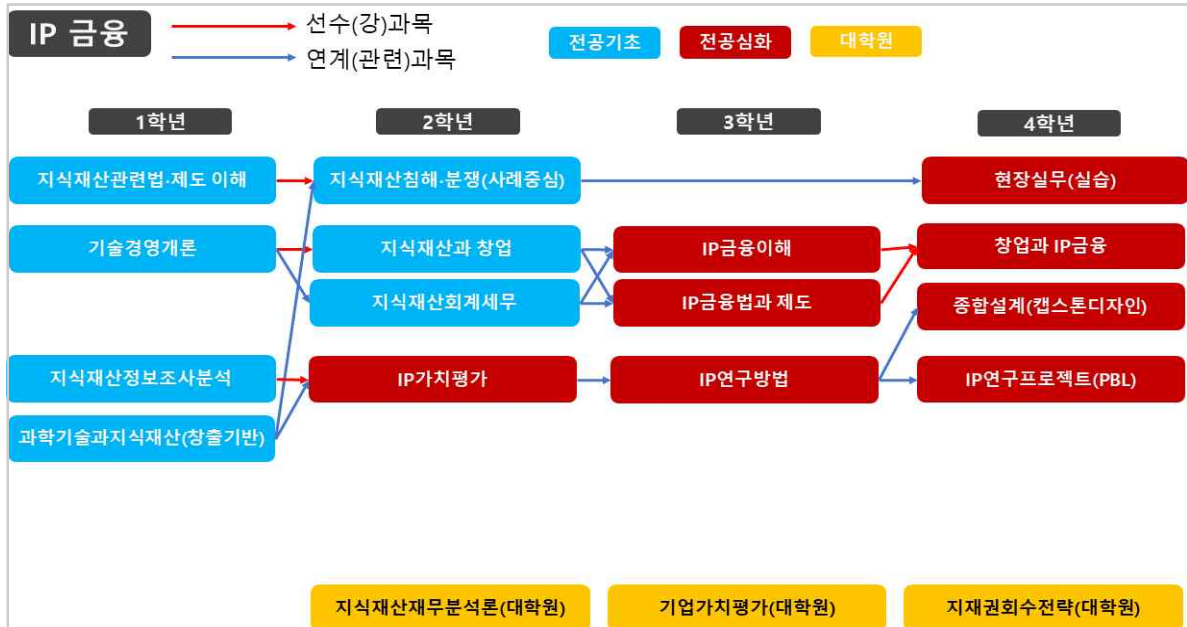 IP 금융
선수(강)과목
연계(관련)과목
전공기초
전공심화
대학원
1학년
2학년
3학년
4학년
지식재산관련법·제도 이해
지식재산침해·분쟁(사례중심)
현장실무(실습)
기술경영개론
지식재산과 창업
IP금융이해
창업과 IP금융
지식재산회계세무
IP금융법과 제도
종합설계(캡스톤디자인)
지식재산정보조사분석
IP가치평가
IP연구방법
IP연구프로젝트(PBL)
과학기술과지식재산(창출기반)
지식재산재무분석론(대학원)
기업가치평가(대학원)
지재권회수전략(대학원)